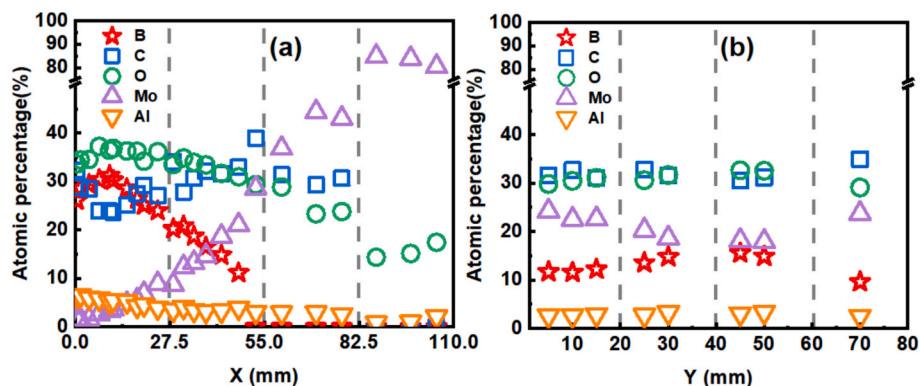 100
90
80
40
30
20
10
0
Atomic percentage(%)
B
C
O
Mo
Al
(a)
0.0 27.5 55.0 82.5 110.0
X (mm)
100
90
80
40
30
20
10
0
Atomic percentage(%)
B
C
O
Mo
Al
(b)
0 10 20 30 40 50 60 70 80
Y (mm)